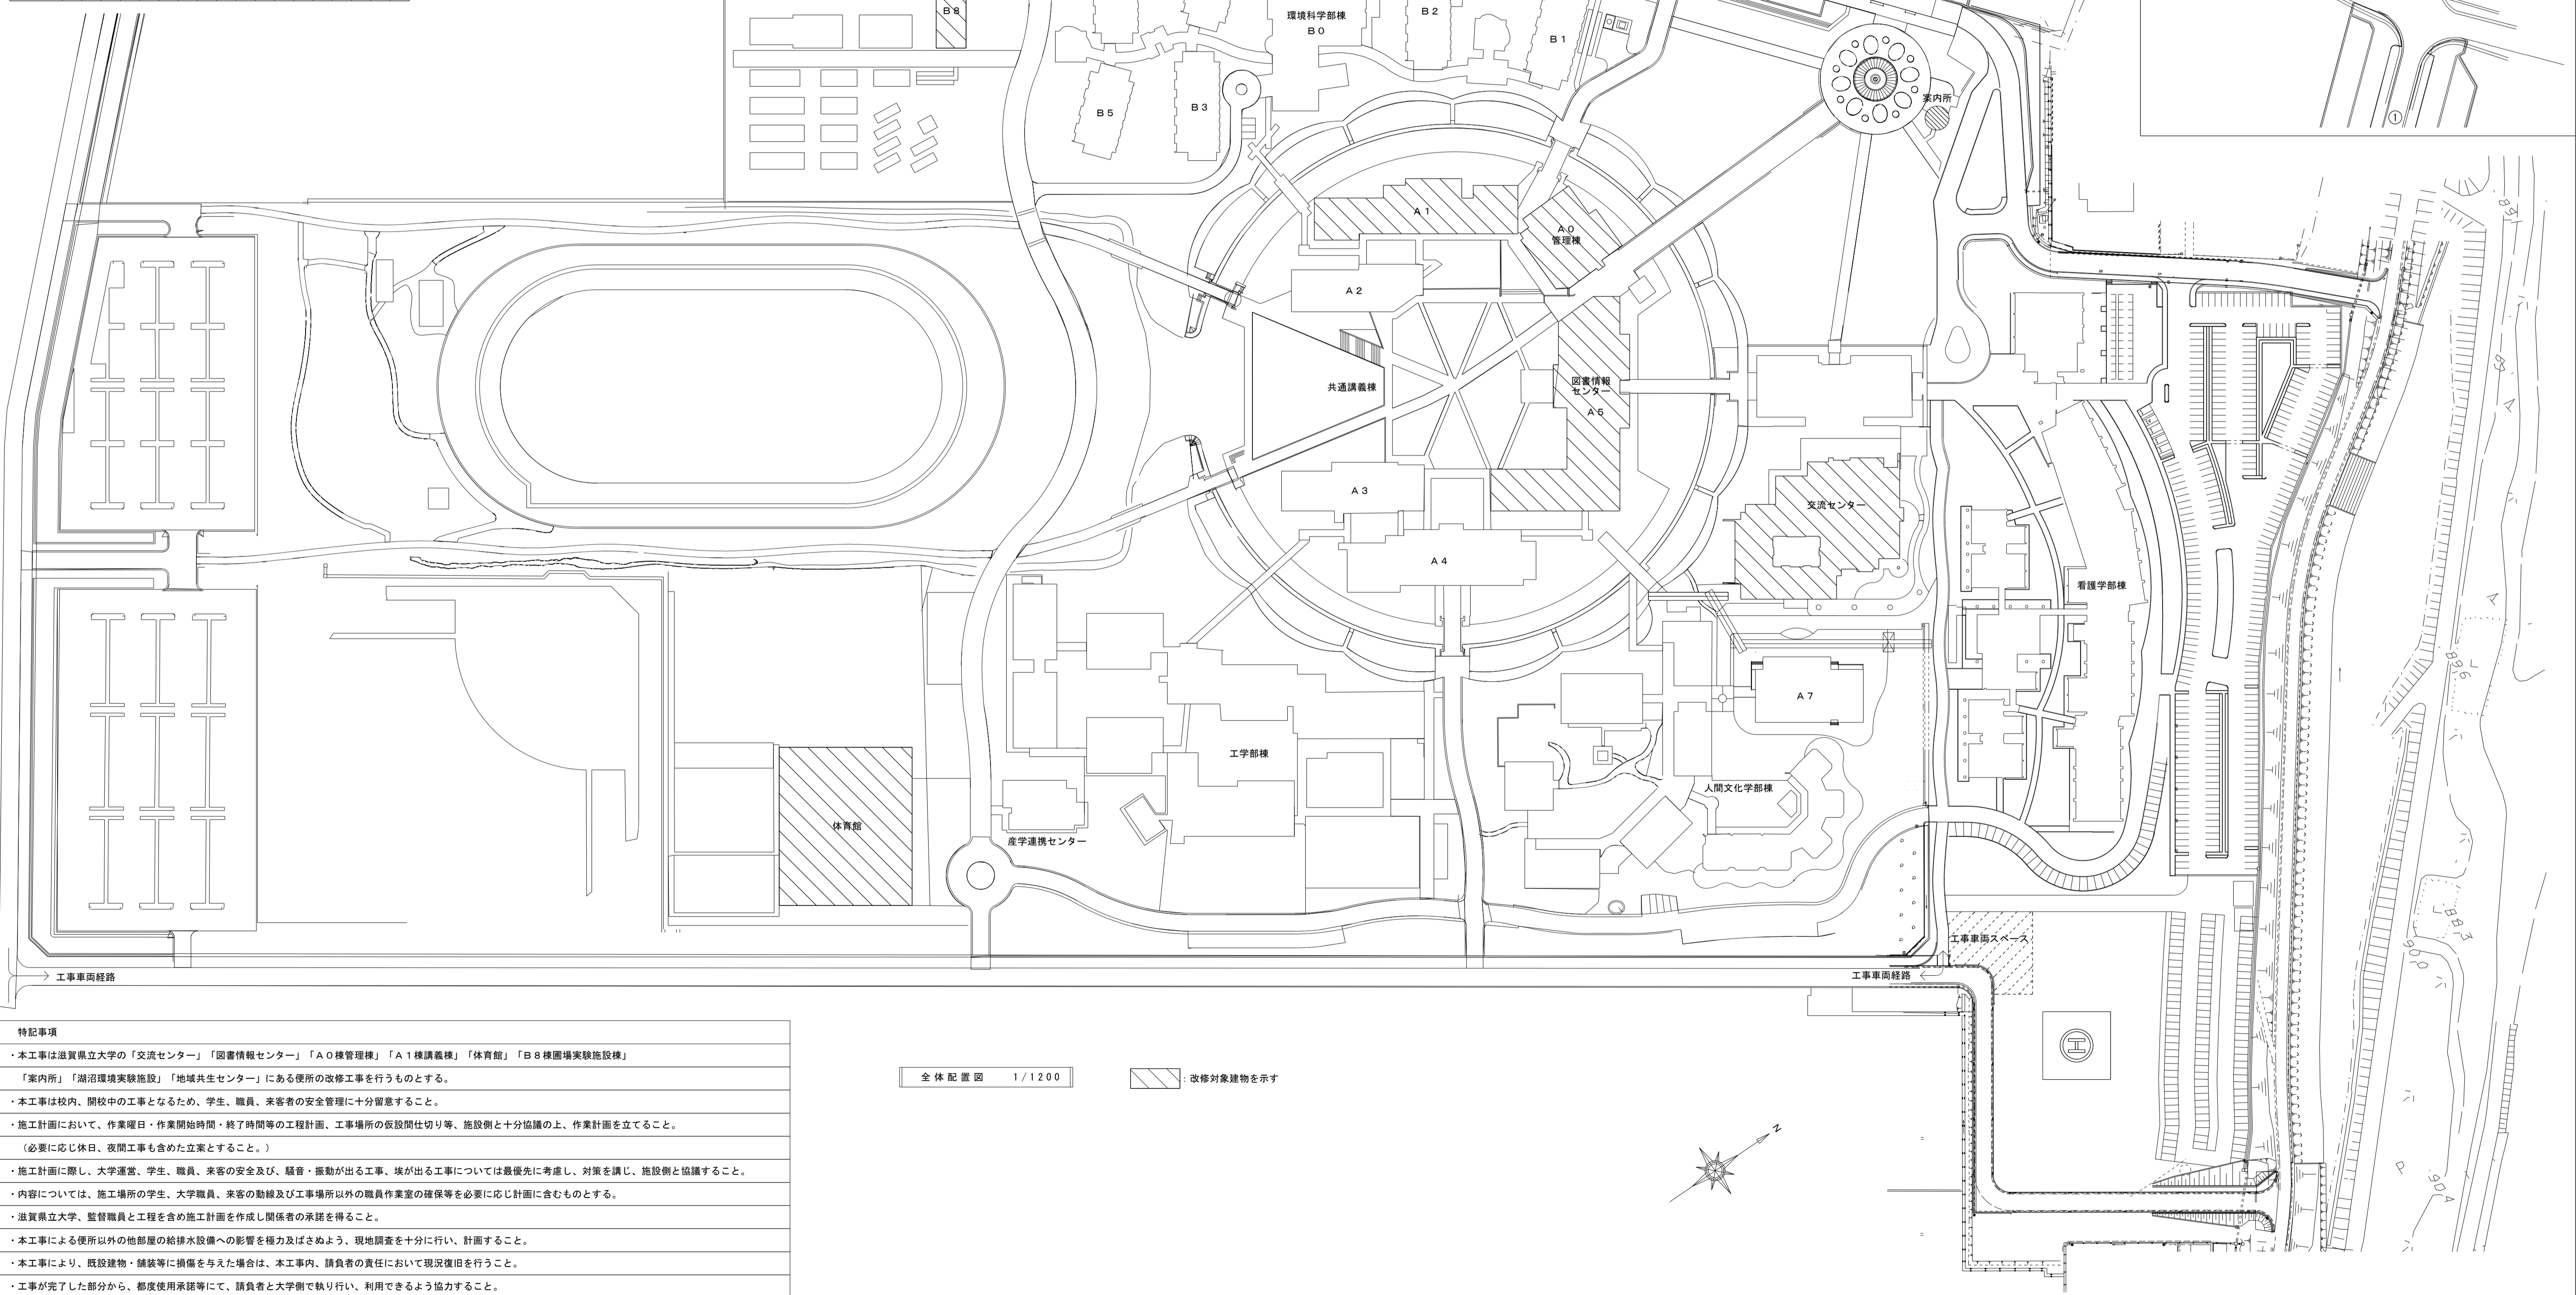 B8
環境科学部棟
B0
B2
B1
B5
B3
案内所
①
A1
A0
管理棟
A2
共通講義棟
図書情報
センター
A5
A3
交流センター
A4
看護学部棟
A7
工学部棟
人間文化学部棟
体育館
産学連携センター
工事車両スペース
工事車両経路
工事車両経路
特記事項
・本工事は滋賀県立大学の「交流センター」「図書情報センター」「A0棟管理棟」「A1棟講義棟」「体育館」「B8棟圃場実験施設棟」
「案内所」「湖沼環境実験施設」「地域共生センター」にある便所の改修工事を行うものとする。
・本工事は校内、開校中の工事となるため、学生、職員、来客者の安全管理に十分留意すること。
・施工計画において、作業曜日・作業開始時間・終了時間等の工程計画、工事場所の仮設間仕切り等、施設側と十分協議の上、作業計画を立てること。
（必要に応じ休日、夜間工事も含めた立案とすること。）
・施工計画に際し、大学運営、学生、職員、来客の安全及び、騒音・振動が出る工事、埃が出る工事については最優先に考慮し、対策を講じ、施設側と協議すること。
・内容については、施工場所の学生、大学職員、来客の動線及び工事場所以外の職員作業室の確保等を必要に応じ計画に含むものとする。
・滋賀県立大学、監督職員と工程を含め施工計画を作成し関係者の承諾を得ること。
・本工事による便所以外の他部屋の給排水設備への影響を極力及ばさぬよう、現地調査を十分に行い、計画すること。
・本工事により、既設建物・舗装等に損傷を与えた場合は、本工事内、請負者の責任において現況復旧を行うこと。
・工事が完了した部分から、都度使用承諾等にて、請負者と大学側で執り行い、利用できるよう協力すること。
全体配置図 1/1200
：改修対象建物を示す
N